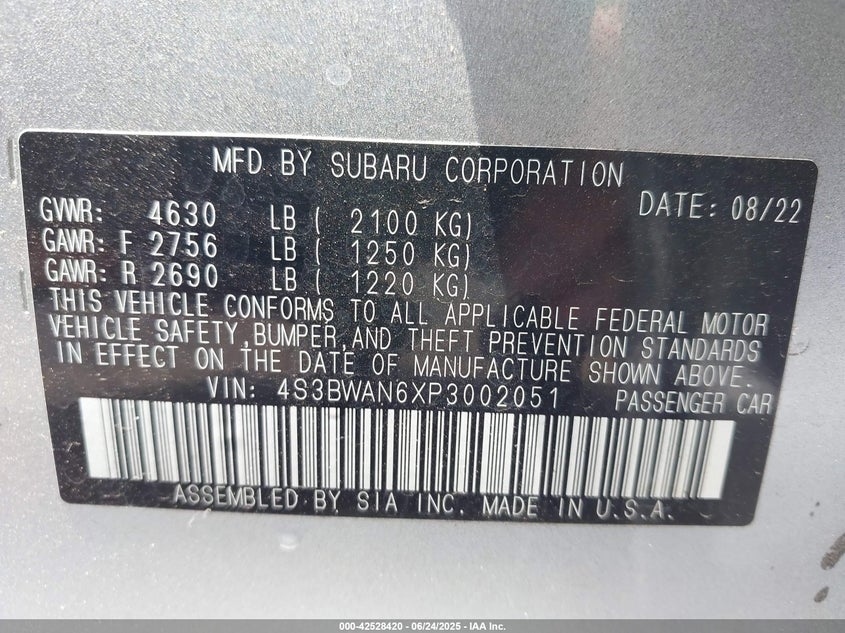 MFD BY SUBARU CORPORATION
DATE: 08/22
GVWR: 4630 LB ( 2100 KG)
GAWR: F 2756 LB ( 1250 KG)
GAWR: R 2690 LB ( 1220 KG)
THIS VEHICLE CONFORMS TO ALL APPLICABLE FEDERAL MOTOR
VEHICLE SAFETY,BUMPER,AND THEFT PREVENTION STANDARDS
IN EFFECT ON THE DATE OF MANUFACTURE SHOWN ABOVE.
VIN: 4S3BWAN6XP3002051 PASSENGER CAR
ASSEMBLED BY SIA INC. MADE IN U.S.A.
000-42528420 - 06/24/2025 - IAA Inc.